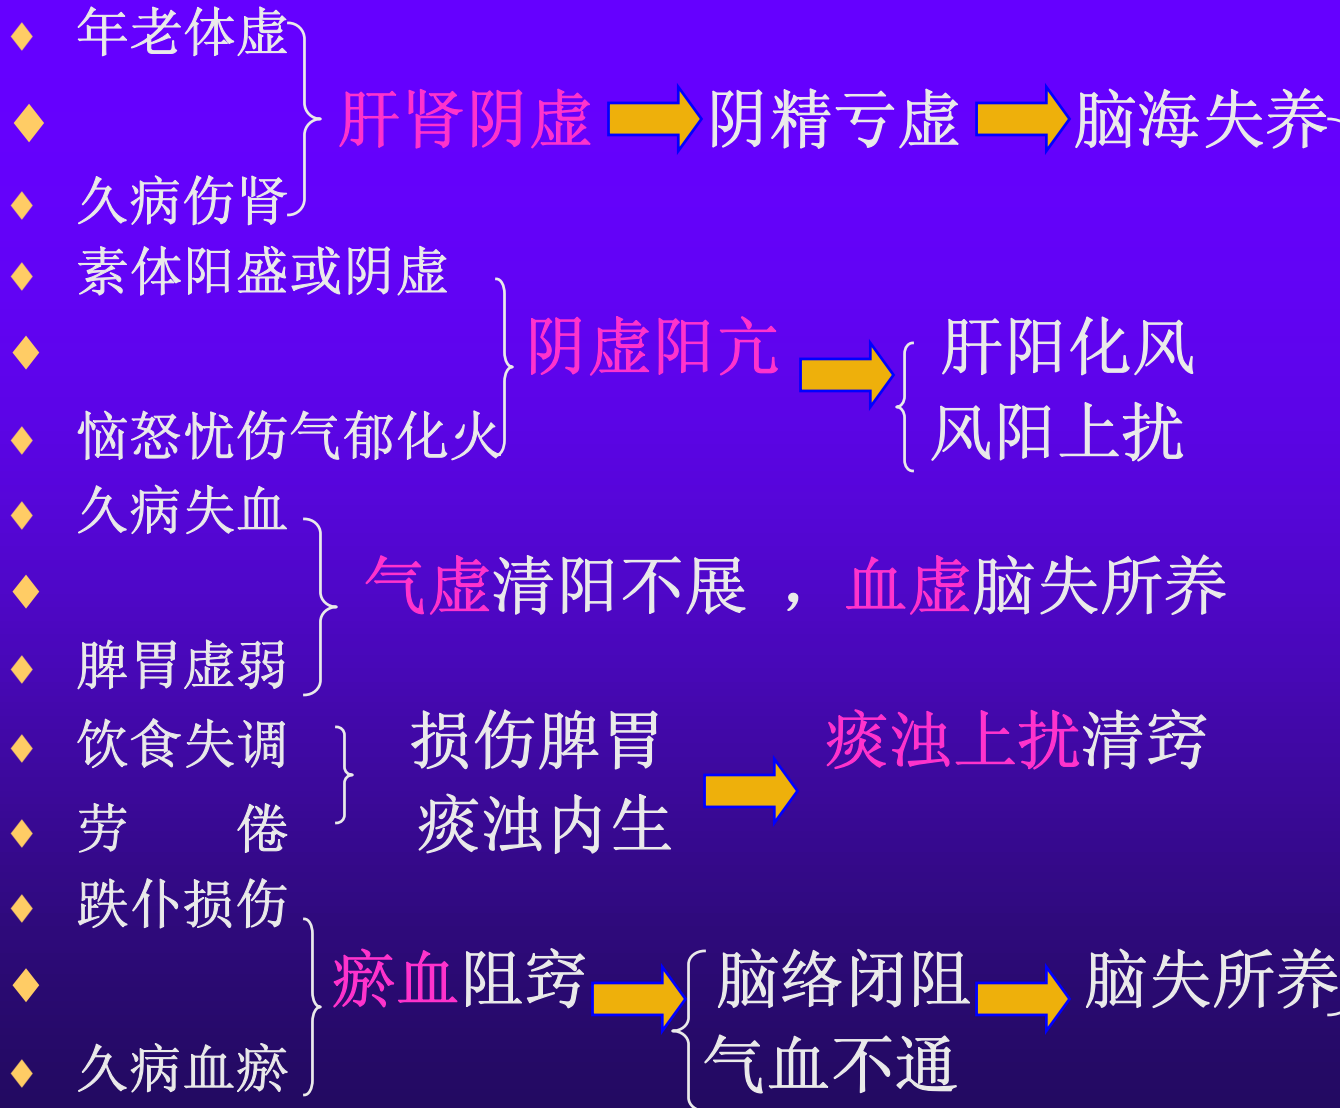 年老体虚
肝肾阴虚 阴精亏虚 脑海失养
久病伤肾
素体阳盛或阴虚
阴虚阳亢 肝阳化风
风阳上扰
恼怒忧伤气郁化火
久病失血
气虚清阳不展 ，血虚脑失所养
脾胃虚弱
饮食失调 损伤脾胃 痰浊上扰清窍
劳 倦 痰浊内生
跌仆损伤
瘀血阻窍 脑络闭阻 脑失所养
久病血瘀 气血不通